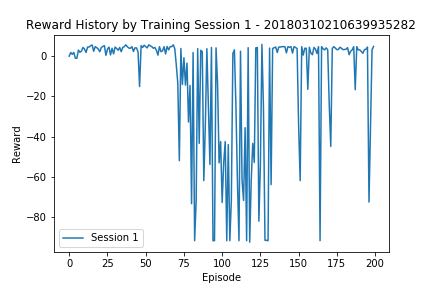 Reward History by Training Session 1 - 20180310210639935282
0
−20
−40
−60
−80
Reward
Session 1
0 25 50 75 100 125 150 175 200
Episode